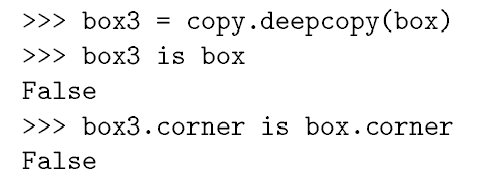 >>> box3 = copy.deepcopy(box)
>>> box3 is box
False
>>> box3.corner is box.corner
False